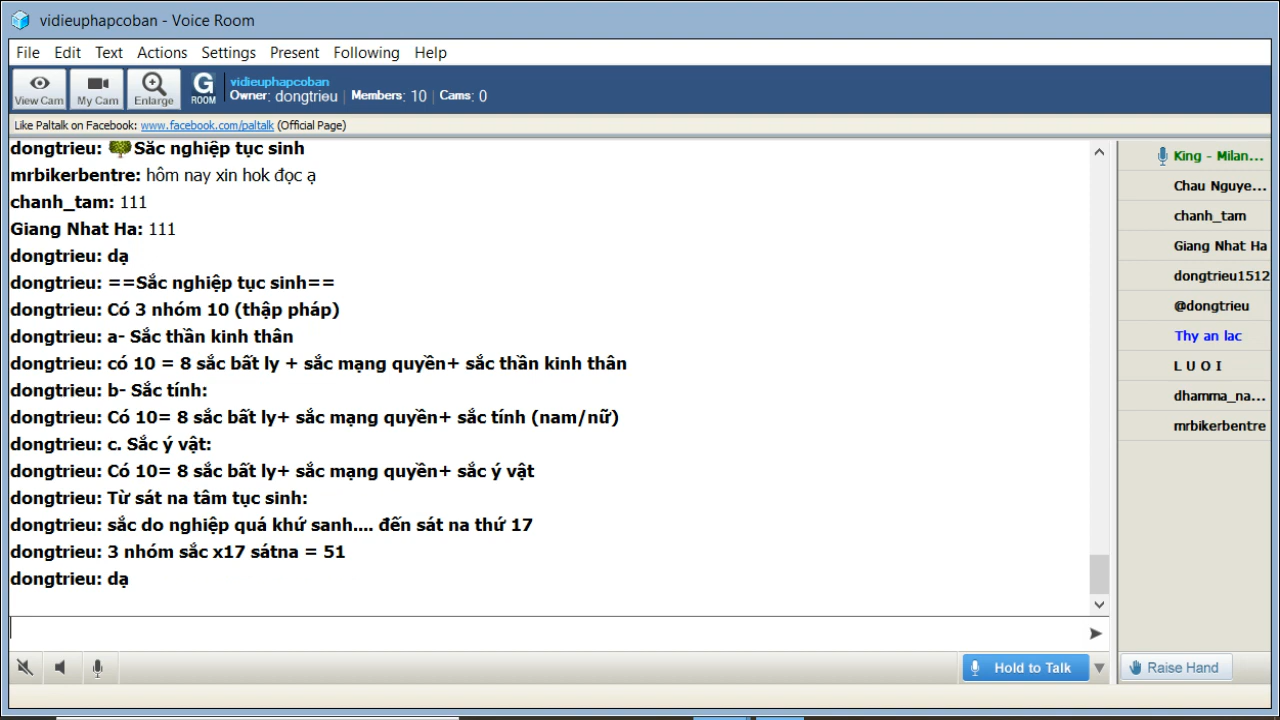 vidieuphapcoban - Voice Room
File Edit Text Actions Settings Present Following Help
View Cam My Cam Enlarge G ROOM
vidieuphapcoban
Owner: dongtrieu | Members: 10 | Cams: 0
Like Paltalk on Facebook: www.facebook.com/paltalk (Official Page)
dongtrieu: Sắc nghiệp tục sinh
mrbikerbentre: hôm nay xin hok đọc ạ
chanh_tam: 111
Giang Nhat Ha: 111
dongtrieu: dạ
dongtrieu: ==Sắc nghiệp tục sinh==
dongtrieu: Có 3 nhóm 10 (thập pháp)
dongtrieu: a- Sắc thần kinh thân
dongtrieu: có 10 = 8 sắc bất ly + sắc mạng quyền+ sắc thần kinh thân
dongtrieu: b- Sắc tính:
dongtrieu: Có 10= 8 sắc bất ly+ sắc mạng quyền+ sắc tính (nam/nữ)
dongtrieu: c. Sắc ý vật:
dongtrieu: Có 10= 8 sắc bất ly+ sắc mạng quyền+ sắc ý vật
dongtrieu: Từ sát na tâm tục sinh:
dongtrieu: sắc do nghiệp quá khứ sanh.... đến sát na thứ 17
dongtrieu: 3 nhóm sắc x17 sátna = 51
dongtrieu: dạ
King - Milan...
Chau Nguye...
chanh_tam
Giang Nhat Ha
dongtrieu1512
@dongtrieu
Thy an lac
L U O I
dhamma_na...
mrbikerbentre
Hold to Talk
Raise Hand